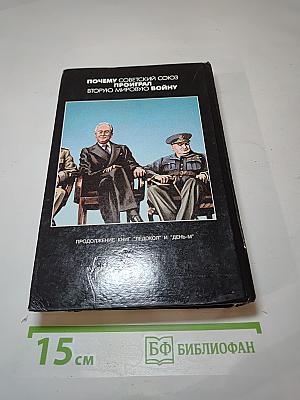 ПОЧЕМУ СОВЕТСКИЙ СОЮЗ
ПРОИГРАЛ
ВТОРУЮ МИРОВУЮ ВОЙНУ
ПРОДОЛЖЕНИЕ КНИГ "ЛЕДОКОЛ" И "ДЕНЬ-М"
15 см
БФ БИБЛИОФАН